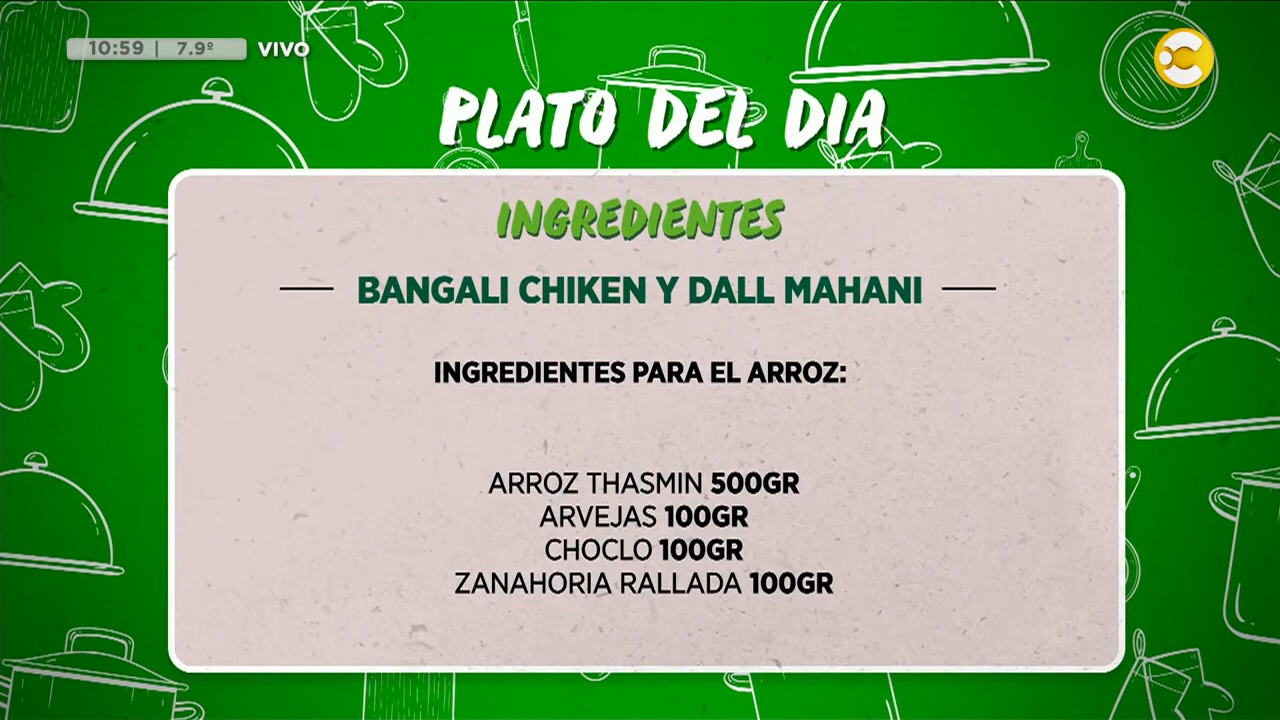 10:59 | 7.9º VIVO
PLATO DEL DIA
INGREDIENTES
BANGALI CHIKEN Y DALL MAHANI
INGREDIENTES PARA EL ARROZ:
ARROZ THASMIN 500GR
ARVEJAS 100GR
CHOCLO 100GR
ZANAHORIA RALLADA 100GR